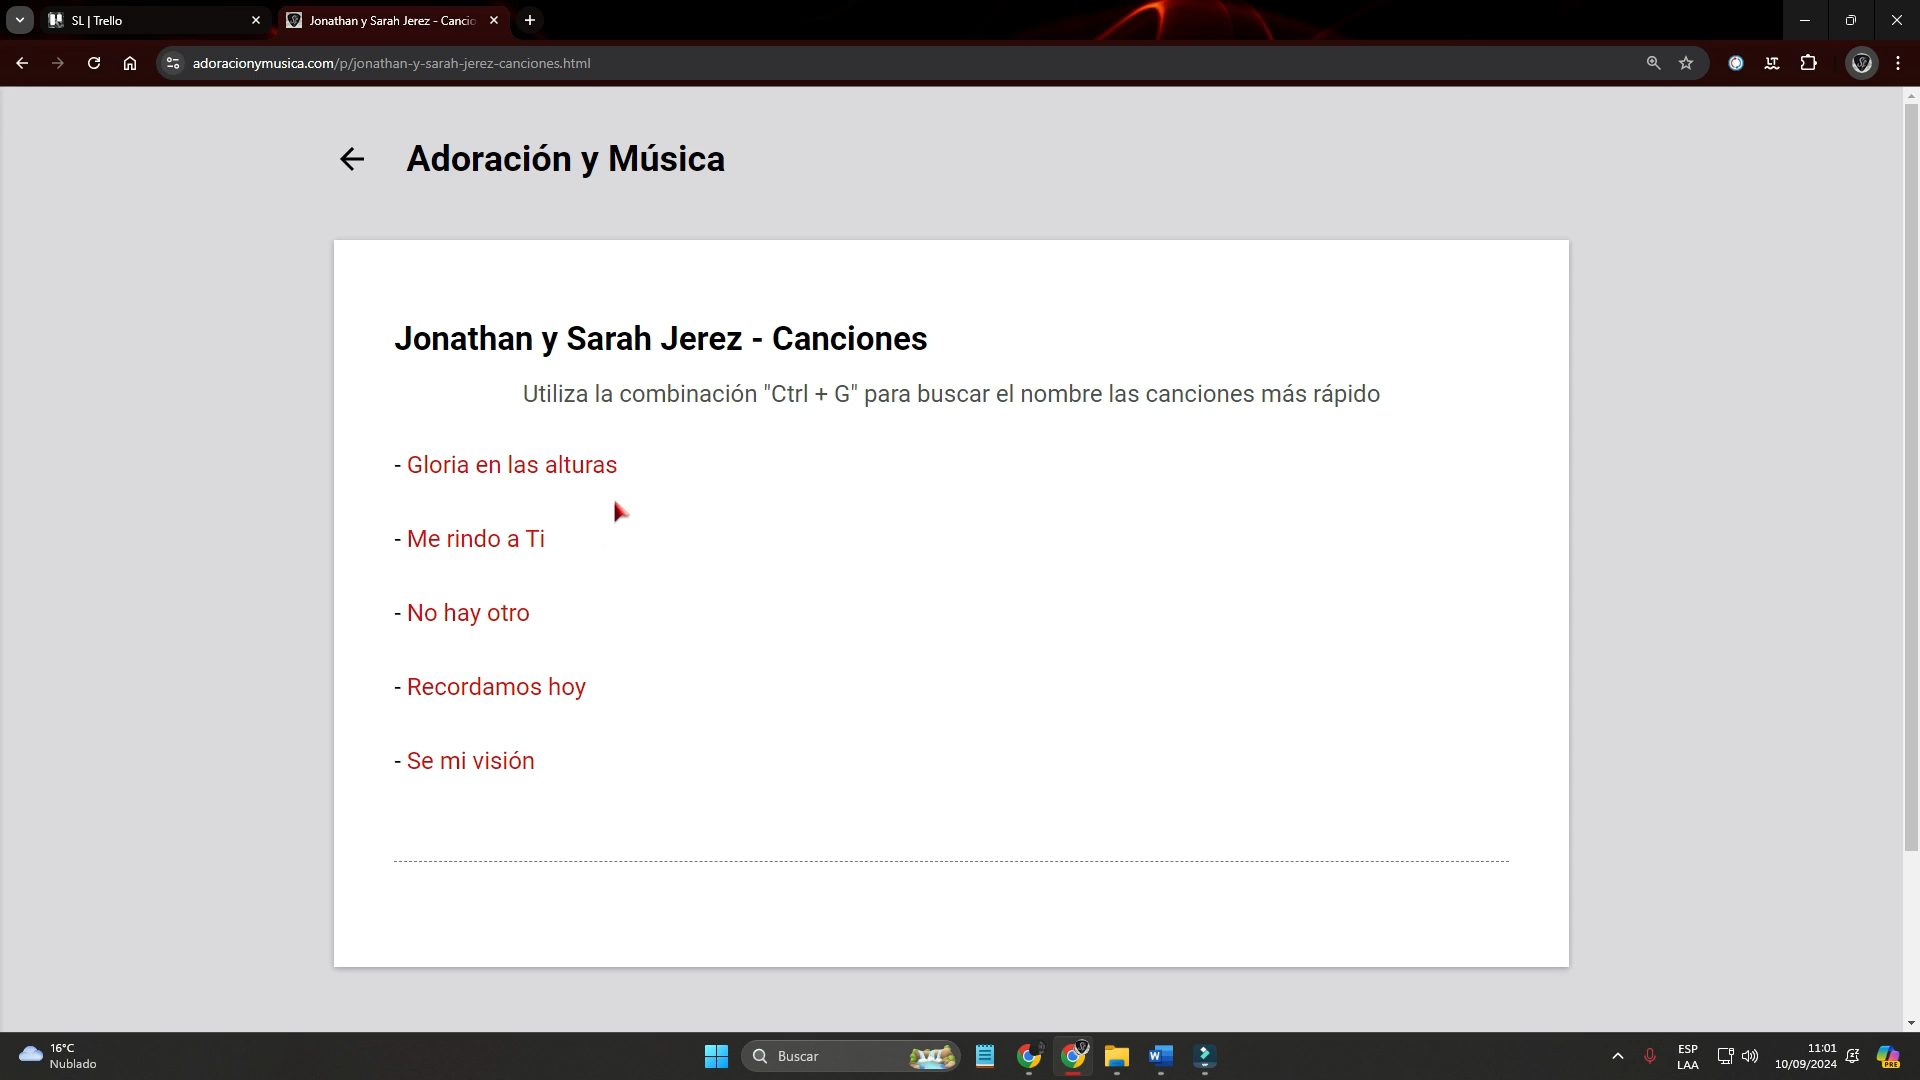 SL | Trello
Jonathan y Sarah Jerez - Cancio
adoracionymusica.com/p/jonathan-y-sarah-jerez-canciones.html
Adoración y Música
Jonathan y Sarah Jerez - Canciones
Utiliza la combinación "Ctrl + G" para buscar el nombre las canciones más rápido
- Gloria en las alturas
- Me rindo a Ti
- No hay otro
- Recordamos hoy
- Se mi visión
16°C
Nublado
Buscar
ESP
LAA
11:01
10/09/2024
PRE